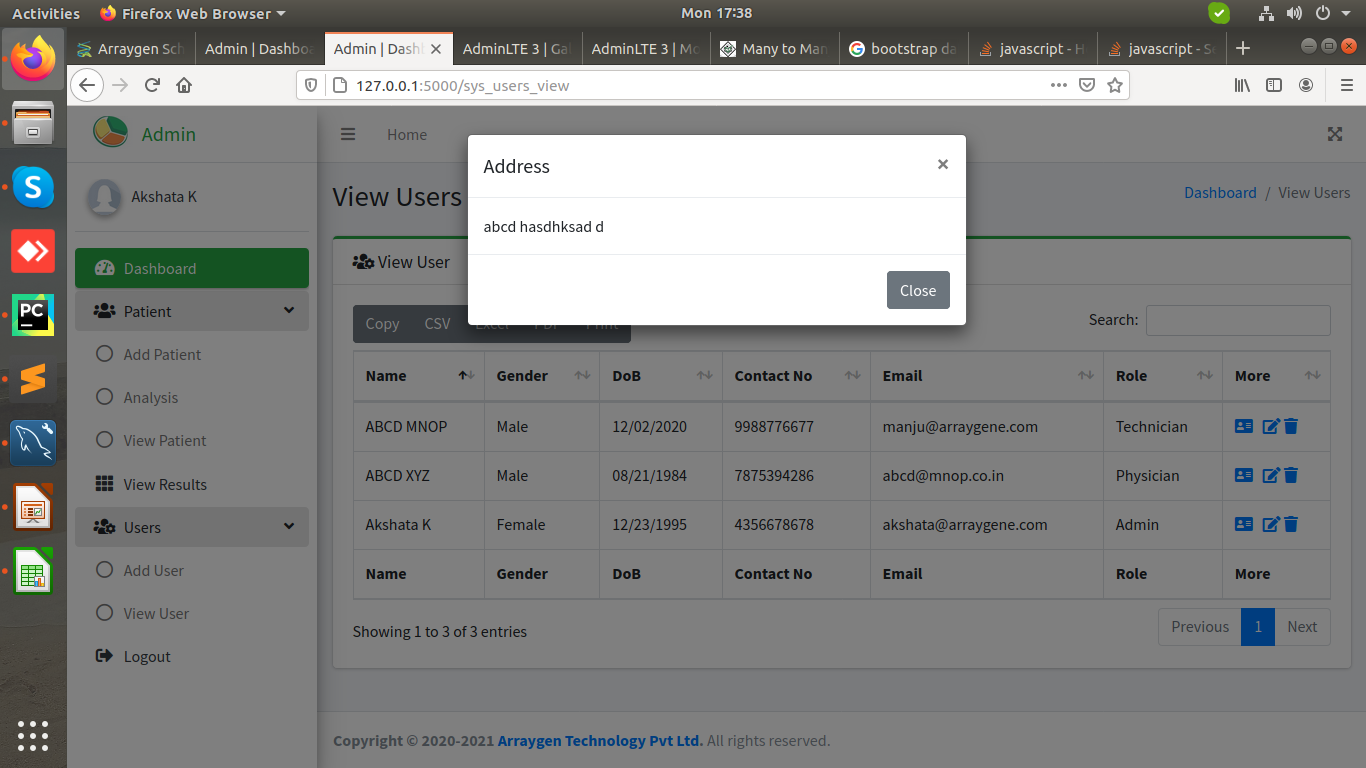 Activities Firefox Web Browser Mon 17:38
Arraygen Sch Admin | Dashboa Admin | Dash AdminLTE 3 | Ga AdminLTE 3 | Mo Many to Man bootstrap da javascript - H javascript - S
127.0.0.1:5000/sys_users_view
Admin
Home
Akshata K
Dashboard
Patient
Add Patient
Analysis
View Patient
View Results
Users
Add User
View User
Logout
View Users
Dashboard / View Users
Address ×
abcd hasdhksad d
Close
View User
Copy CSV Excel PDF Print
Search:
Name Gender DoB Contact No Email Role More
ABCD MNOP Male 12/02/2020 9988776677 manju@arraygene.com Technician
ABCD XYZ Male 08/21/1984 7875394286 abcd@mnop.co.in Physician
Akshata K Female 12/23/1995 4356678678 akshata@arraygene.com Admin
Name Gender DoB Contact No Email Role More
Showing 1 to 3 of 3 entries
Previous 1 Next
Copyright © 2020-2021 Arraygen Technology Pvt Ltd. All rights reserved.